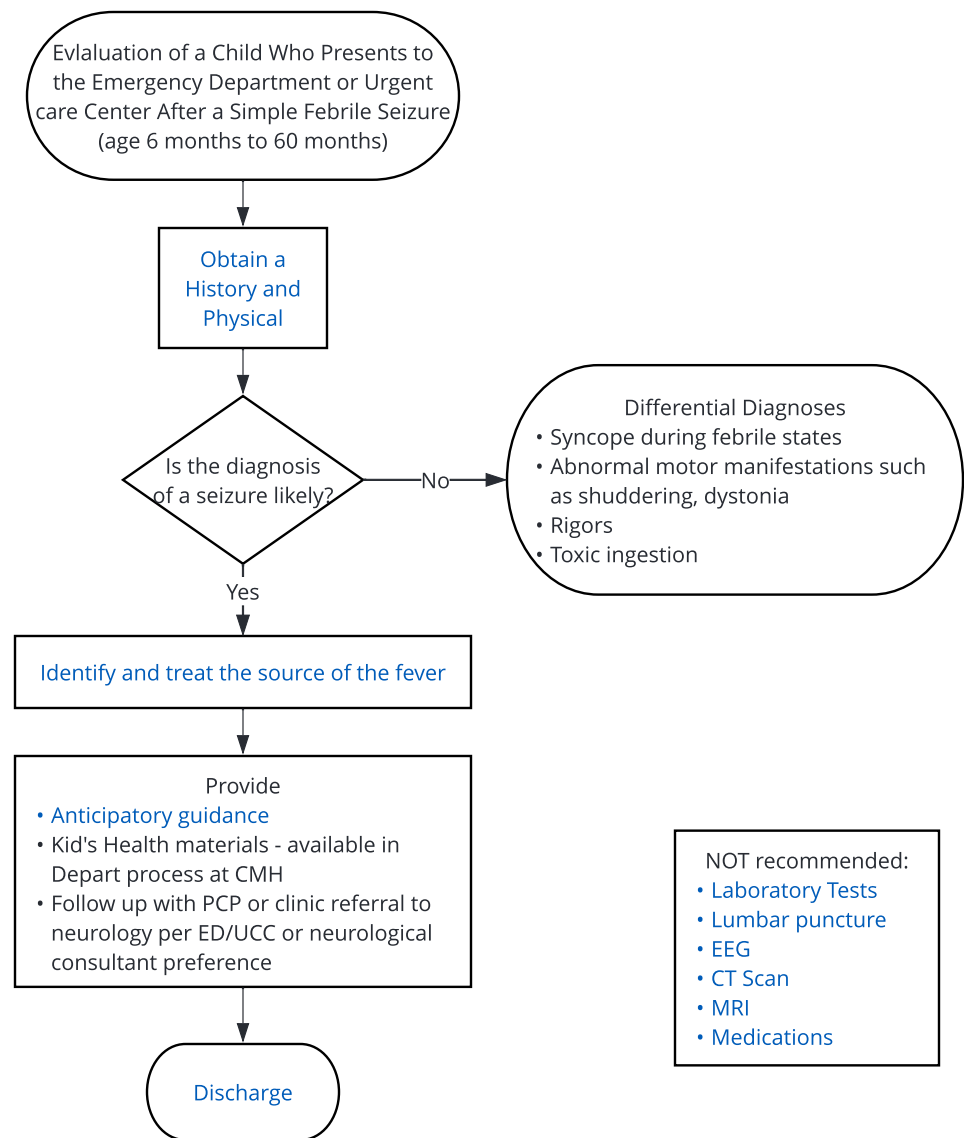 Evlaluation of a Child Who Presents to
the Emergency Department or Urgent
care Center After a Simple Febrile Seizure
(age 6 months to 60 months)
Obtain a
History and
Physical
Is the diagnosis
of a seizure likely?
No
Differential Diagnoses
• Syncope during febrile states
• Abnormal motor manifestations such
as shuddering, dystonia
• Rigors
• Toxic ingestion
Yes
Identify and treat the source of the fever
Provide
• Anticipatory guidance
• Kid's Health materials - available in
Depart process at CMH
• Follow up with PCP or clinic referral to
neurology per ED/UCC or neurological
consultant preference
NOT recommended:
• Laboratory Tests
• Lumbar puncture
• EEG
• CT Scan
• MRI
• Medications
Discharge